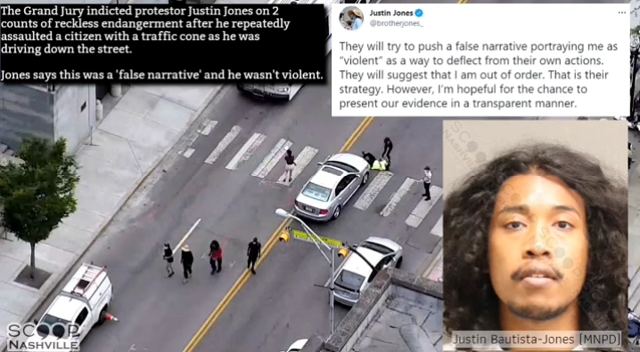 The Grand Jury indicted protestor Justin Jones on 2
counts of reckless endangerment after he repeatedly
assaulted a citizen with a traffic cone as he was
driving down the street.
Jones says this was a 'false narrative' and he wasn't violent.
Justin Jones
@brotherjones_
They will try to push a false narrative portraying me as
"violent" as a way to deflect from their own actions.
They will suggest that I am out of order. That is their
strategy. However, I'm hopeful for the chance to
present our evidence in a transparent manner.
SCOOP
NASHVILLE
SCOOP
NASHVILLE
Justin Bautista-Jones [MNPD]